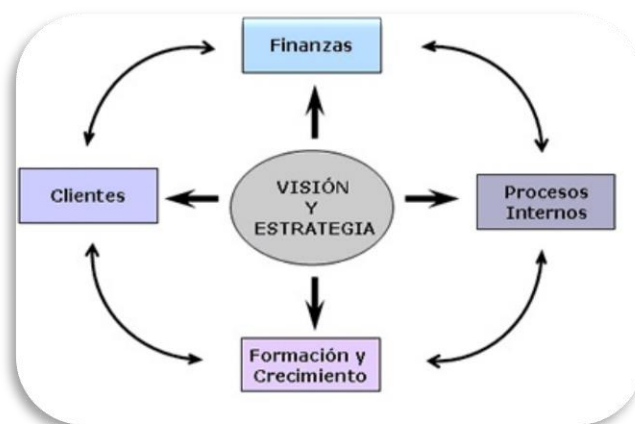 Finanzas
Clientes
VISIÓN
Y
ESTRATEGIA
Procesos
Internos
Formación y
Crecimiento